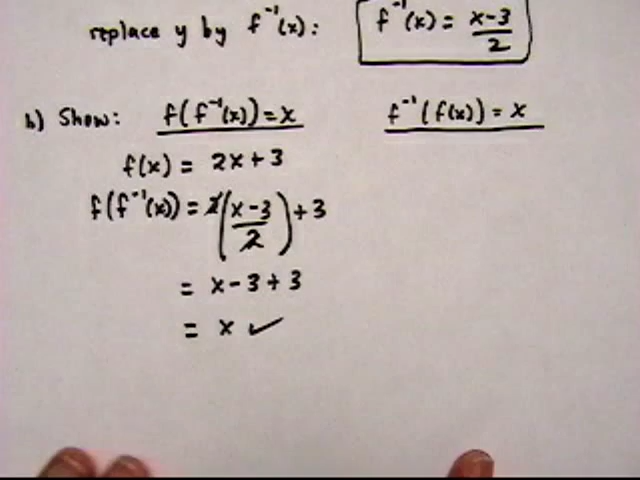 replace y by f⁻¹(x): f⁻¹(x) = (x-3)/2
b) Show: f(f⁻¹(x)) = x f⁻¹(f(x)) = x
f(x) = 2x+3
f(f⁻¹(x)) = 2((x-3)/2) + 3
= x-3+3
= x ✓